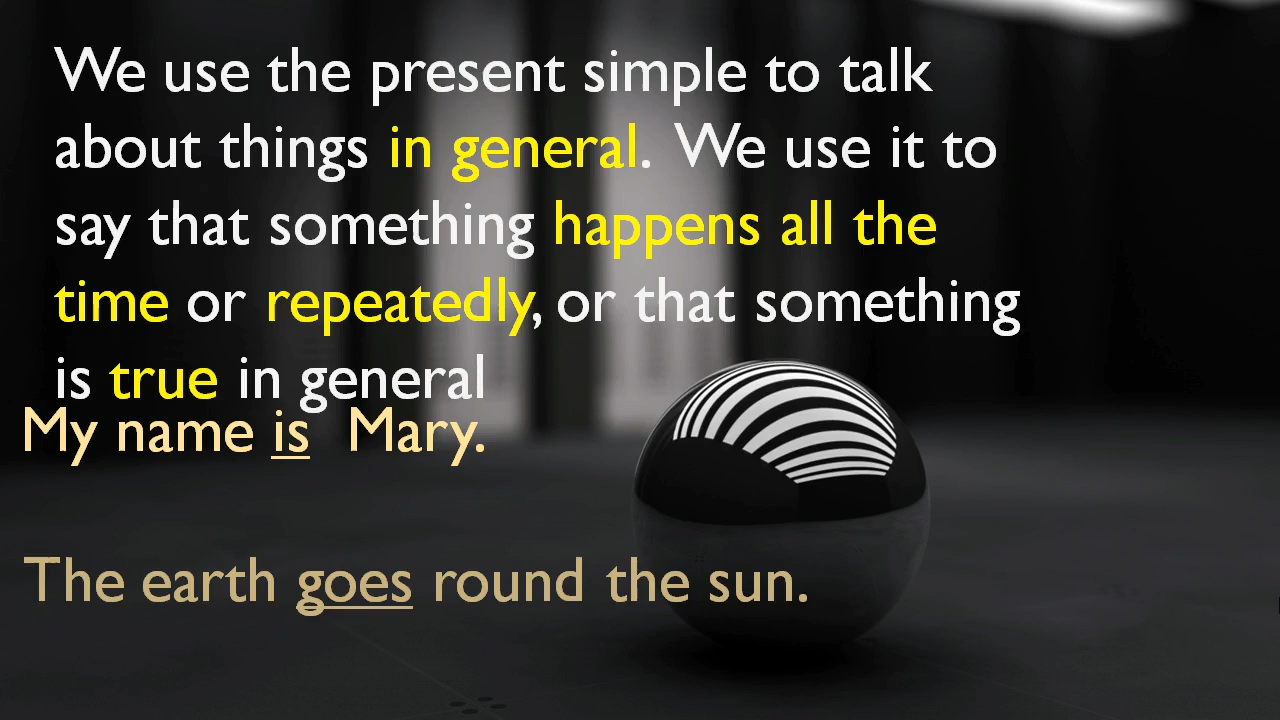 We use the present simple to talk
about things in general. We use it to
say that something happens all the
time or repeatedly, or that something
is true in general
My name is Mary.
The earth goes round the sun.